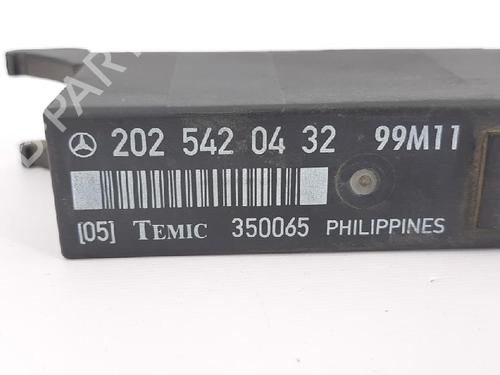 202 542 04 32 99M11
[05] TEMIC 350065 PHILIPPINES